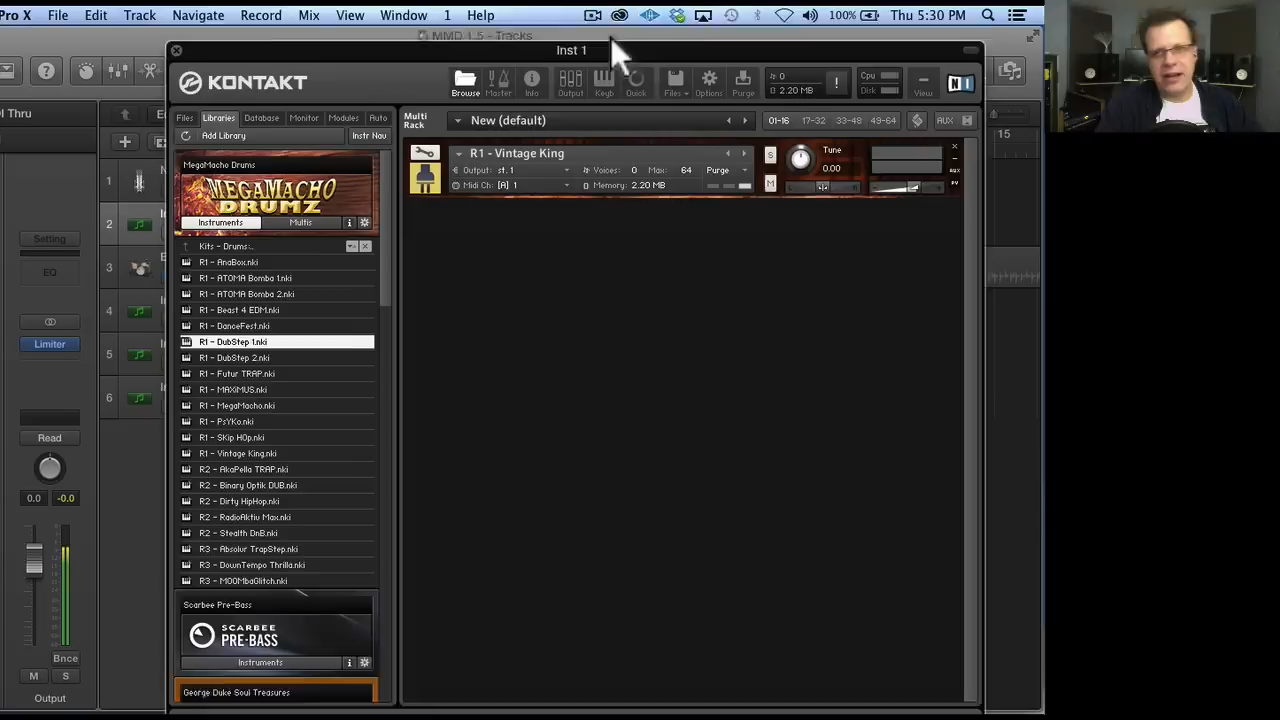 Pro X File Edit Track Navigate Record Mix View Window 1 Help 100% Thu 5:30 PM
MMD 1.5 - Tracks
Inst 1
KONTAKT
Browse Master Info Output Keyb Quick Files Options Purge 0 2.20 MB ! Cpu Disk View
Files Libraries Database Monitor Modules Auto
Add Library Instr Nav
Multi Rack New (default) 01-16 17-32 33-48 49-64 AUX
MegaMacho Drums
MEGAMACHO DRUMZ
Instruments Multis i
R1 - Vintage King
Output: st.1 Voices: 0 Max: 64 Purge
Midi Ch: [A] 1 Memory: 2.20 MB
S
M
Tune
0.00
AUX
PV
Kits - Drums:.
R1 - AnaBox.nki
R1 - ATOMA Bomba 1.nki
R1 - ATOMA Bomba 2.nki
R1 - Beast 4 EDM.nki
R1 - DanceFest.nki
R1 - DubStep 1.nki
R1 - DubStep 2.nki
R1 - Futur TRAP.nki
R1 - MAXiMUS.nki
R1 - MegaMacho.nki
R1 - PsYKo.nki
R1 - SKip HOp.nki
R1 - Vintage King.nki
R2 - AkaPella TRAP.nki
R2 - Binary Optik DUB.nki
R2 - Dirty HipHop.nki
R2 - RadioAktiv Max.nki
R2 - Stealth DnB.nki
R3 - Absolur TrapStep.nki
R3 - DownTempo Thrilla.nki
R3 - MOOMbaGlitch.nki
Scarbee Pre-Bass
SCARBEE
PRE-BASS
Instruments i
George Duke Soul Treasures
I Thru
1
2
3
4
5
6
15
Setting
EQ
Limiter
Read
0.0 -0.0
Bnce
M S
Output